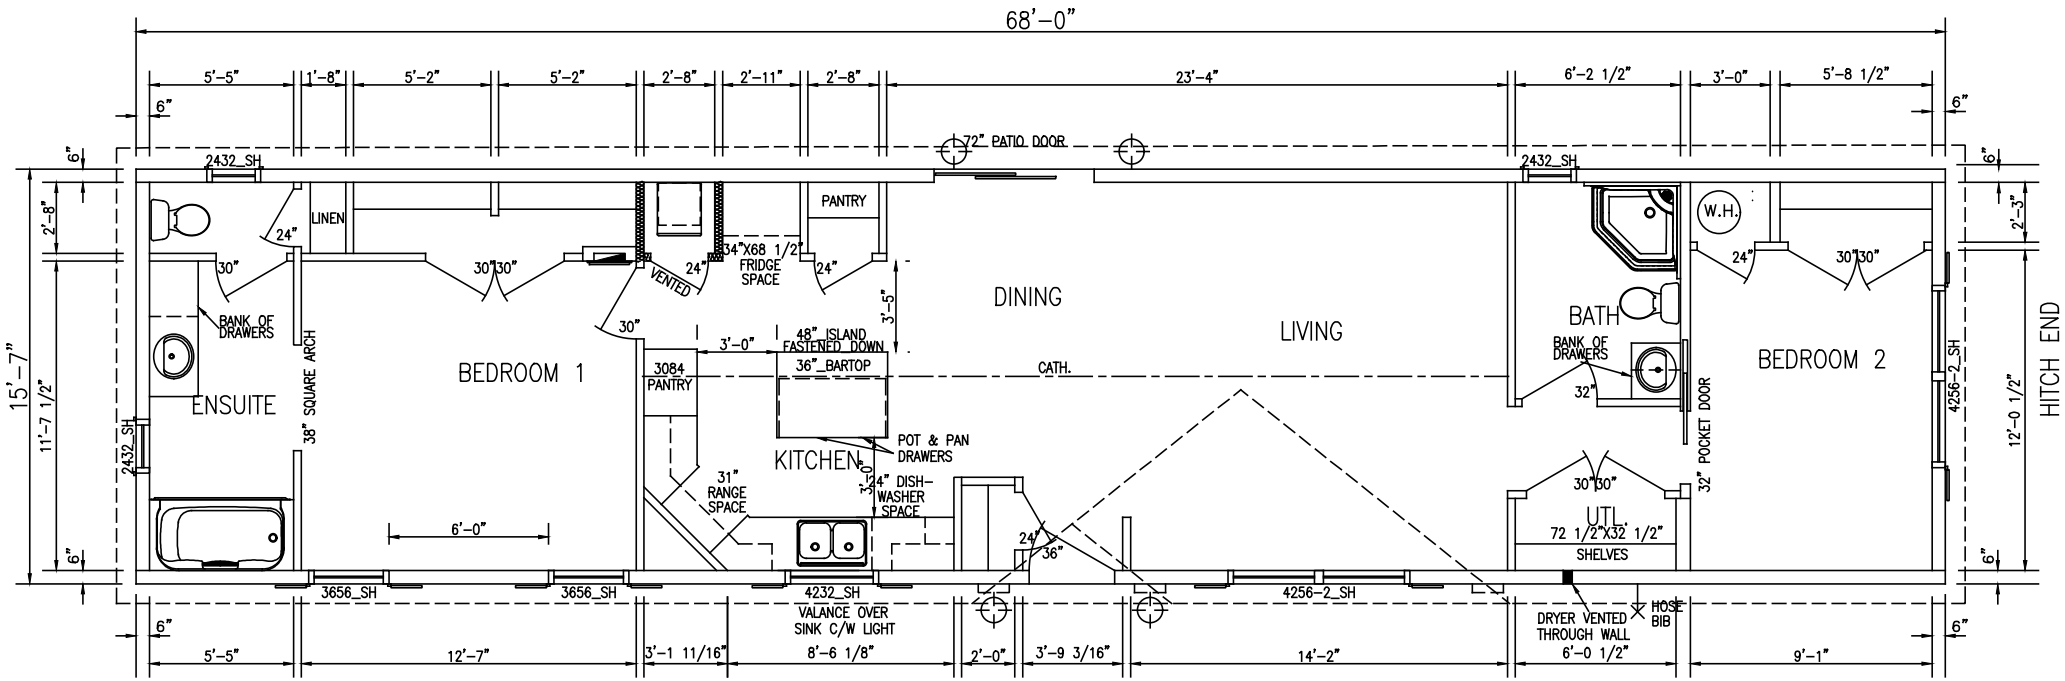 68'-0"
5'-5"
1'-8"
5'-2"
5'-2"
2'-8"
2'-11"
2'-8"
23'-4"
6'-2 1/2"
3'-0"
5'-8 1/2"
6"
6"
6"
2432_SH
72" PATIO DOOR
2432_SH
6"
2'-8"
LINEN
PANTRY
W.H.
2'-3"
24"
30"
30"30"
VENTED
24"
34"X68 1/2"
FRIDGE
SPACE
24"
24"
30"30"
BANK OF
DRAWERS
30"
3'-5"
DINING
LIVING
BATH
HITCH END
15'-7"
11'-7 1/2"
38" SQUARE ARCH
BEDROOM 1
3'-0"
48"_ISLAND
FASTENED_DOWN
36"_BARTOP
3084
PANTRY
CATH.
BANK OF
DRAWERS
32"
BEDROOM 2
4256-2_SH
12'-0 1/2"
ENSUITE
2432_SH
32" POCKET DOOR
POT & PAN
DRAWERS
KITCHEN
3'-0"
31"
RANGE
SPACE
24" DISH-
WASHER
SPACE
30"30"
UTL.
72 1/2"X32 1/2"
SHELVES
6'-0"
24"
36"
6"
6"
3656_SH
3656_SH
4232_SH
4256-2_SH
VALANCE OVER
SINK C/W LIGHT
DRYER VENTED
THROUGH WALL
HOSE
BIB
6"
6"
5'-5"
12'-7"
3'-1 11/16"
8'-6 1/8"
2'-0"
3'-9 3/16"
14'-2"
6'-0 1/2"
9'-1"